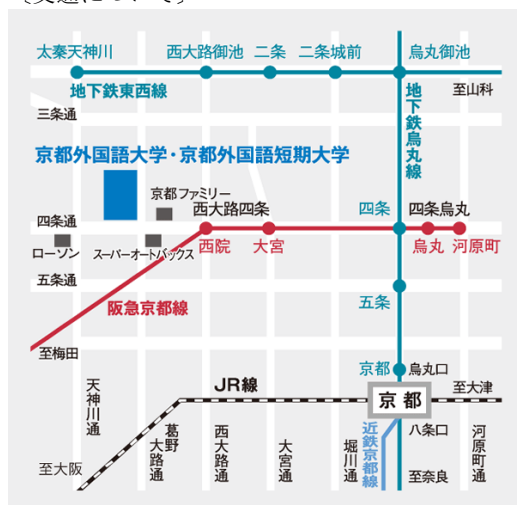 太秦天神川
西大路御池
二条
二条城前
烏丸御池
地下鉄東西線
至山科
三条通
地下鉄烏丸線
京都外国語大学・京都外国語短期大学
京都ファミリー
西大路四条
四条
四条烏丸
四条通
ローソン
スーパーオートバックス
西院
大宮
烏丸
河原町
五条通
阪急京都線
五条
至梅田
京都
烏丸口
JR線
至大津
京都
天神川通
葛野大路通
西大路通
大宮通
堀川通
近鉄京都線
八条口
河原町通
至大阪
至奈良